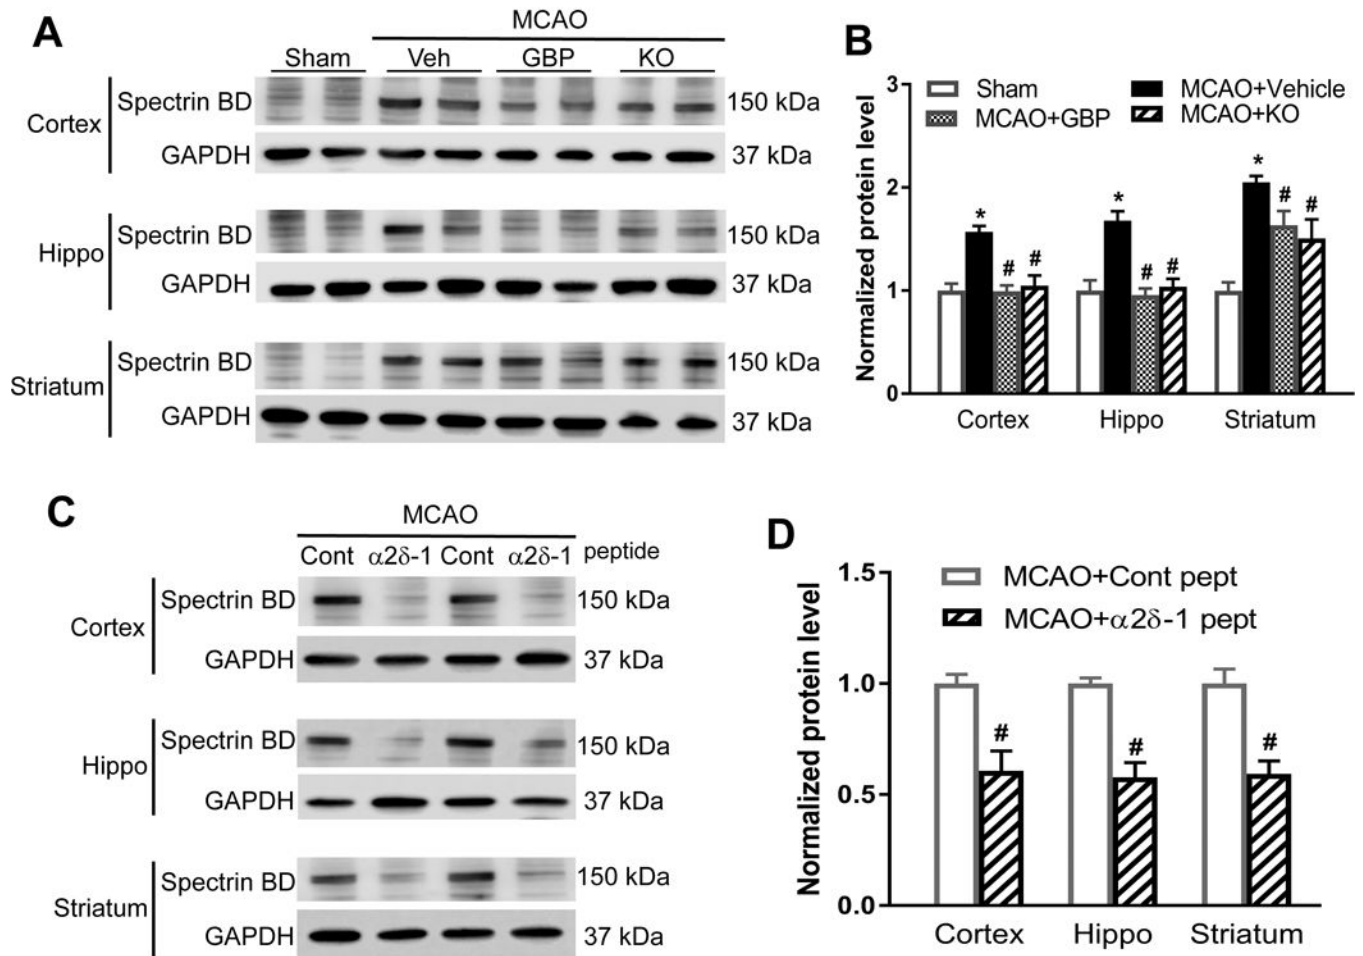 A
MCAO
Sham Veh GBP KO
Cortex
Spectrin BD 150 kDa
GAPDH 37 kDa
Hippo
Spectrin BD 150 kDa
GAPDH 37 kDa
Striatum
Spectrin BD 150 kDa
GAPDH 37 kDa
B
Normalized protein level
3
2
1
0
Sham MCAO+Vehicle
MCAO+GBP MCAO+KO
* # #
* # #
* # #
Cortex Hippo Striatum
C
MCAO
Cont α2δ-1 Cont α2δ-1 peptide
Cortex
Spectrin BD 150 kDa
GAPDH 37 kDa
Hippo
Spectrin BD 150 kDa
GAPDH 37 kDa
Striatum
Spectrin BD 150 kDa
GAPDH 37 kDa
D
Normalized protein level
1.5
1.0
0.5
0.0
MCAO+Cont pept
MCAO+α2δ-1 pept
# # #
Cortex Hippo Striatum